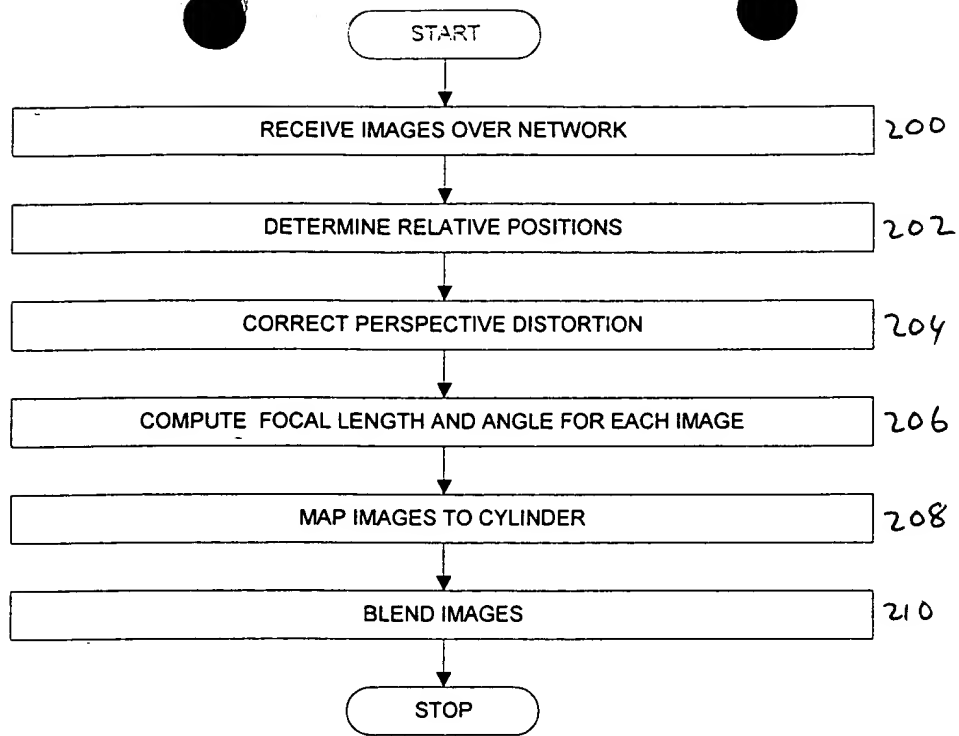 START
RECEIVE IMAGES OVER NETWORK 200
DETERMINE RELATIVE POSITIONS 202
CORRECT PERSPECTIVE DISTORTION 204
COMPUTE FOCAL LENGTH AND ANGLE FOR EACH IMAGE 206
MAP IMAGES TO CYLINDER 208
BLEND IMAGES 210
STOP